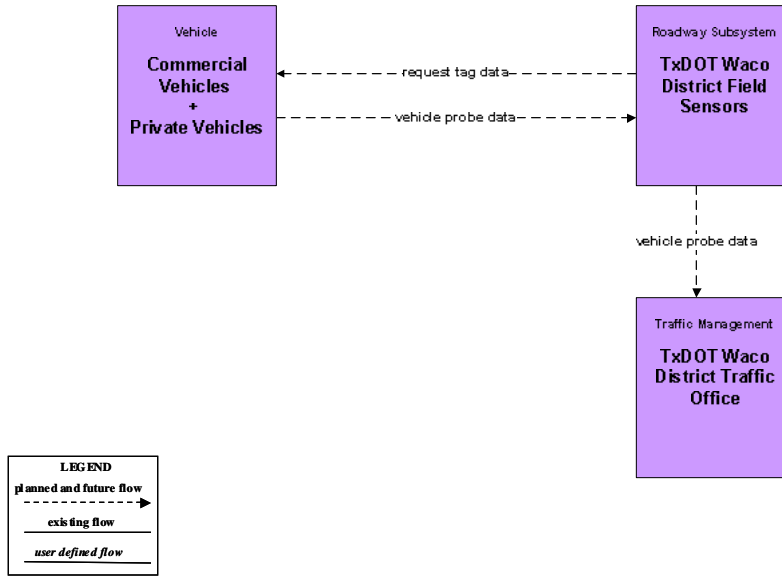 Vehicle
Commercial
Vehicles
+
Private Vehicles
request tag data
vehicle probe data
Roadway Subsystem
TxDOT Waco
District Field
Sensors
vehicle probe data
Traffic Management
TxDOT Waco
District Traffic
Office
LEGEND
planned and future flow
existing flow
user defined flow